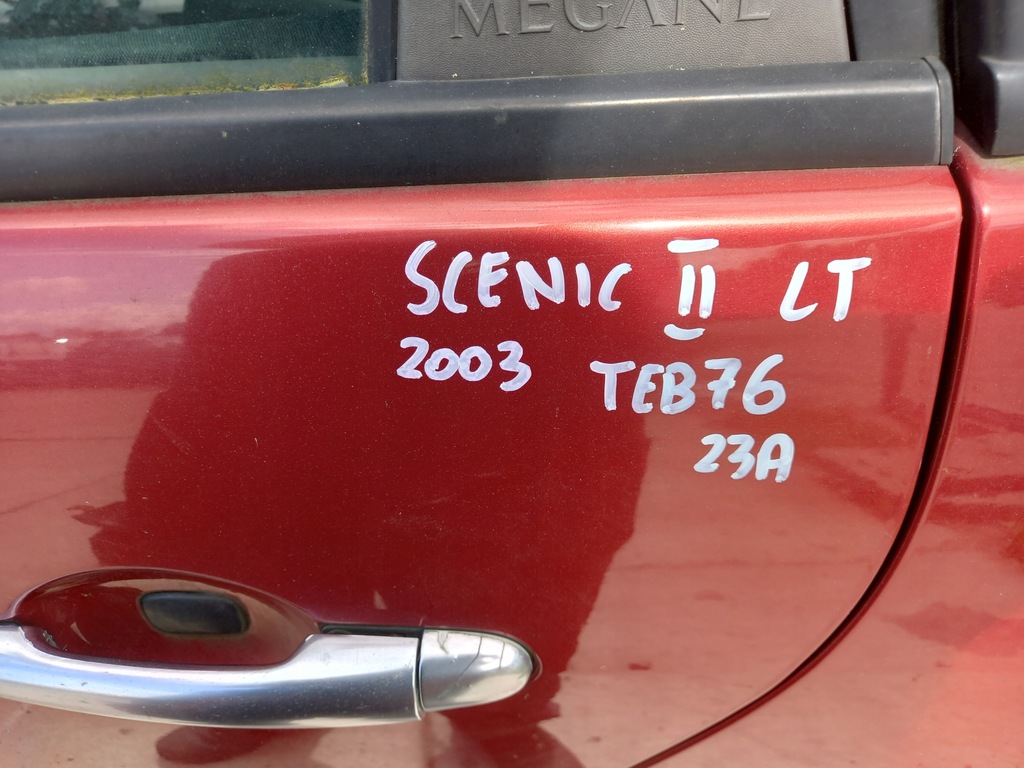 MEGANE
SCENIC II LT
2003 TEB76
23A